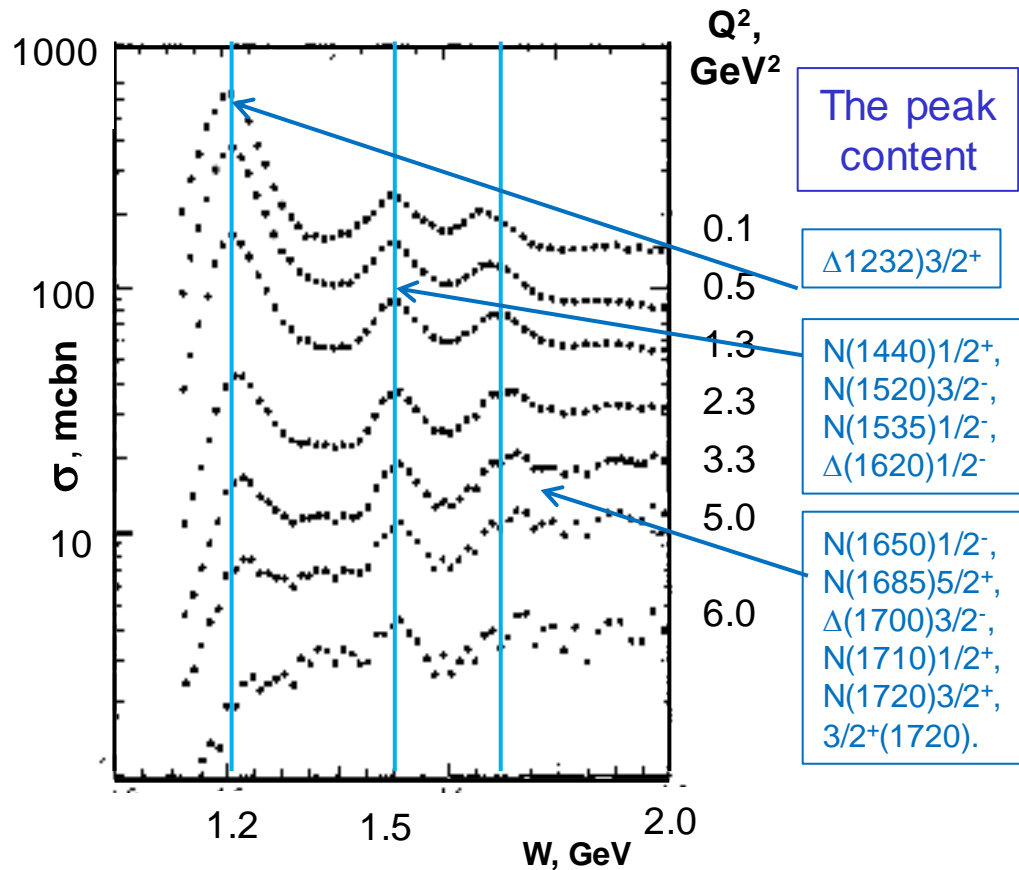 1000
100
10
σ, mcbn
1.2
1.5
2.0
W, GeV
Q²,
GeV²
0.1
0.5
1.3
2.3
3.3
5.0
6.0
The peak
content
Δ1232)3/2⁺
N(1440)1/2⁺,
N(1520)3/2⁻,
N(1535)1/2⁻,
Δ(1620)1/2⁻
N(1650)1/2⁻,
N(1685)5/2⁺,
Δ(1700)3/2⁻,
N(1710)1/2⁺,
N(1720)3/2⁺,
3/2⁺(1720).